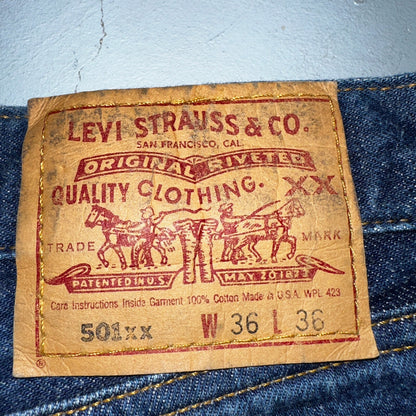 LEVI STRAUSS & CO.
SAN FRANCISCO, CAL.
ORIGINAL RIVETED
QUALITY CLOTHING. XX
TRADE MARK
PATENTED IN U.S. MAY 20 1873
Care Instructions Inside Garment 100% Cotton Made in U.S.A. WPL 423
501xx W 36 L 36
®